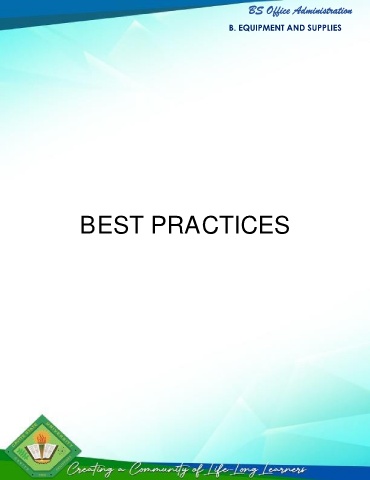 BS Office Administration
B. EQUIPMENT AND SUPPLIES
BEST PRACTICES
Creating a Community of Life-Long Learners